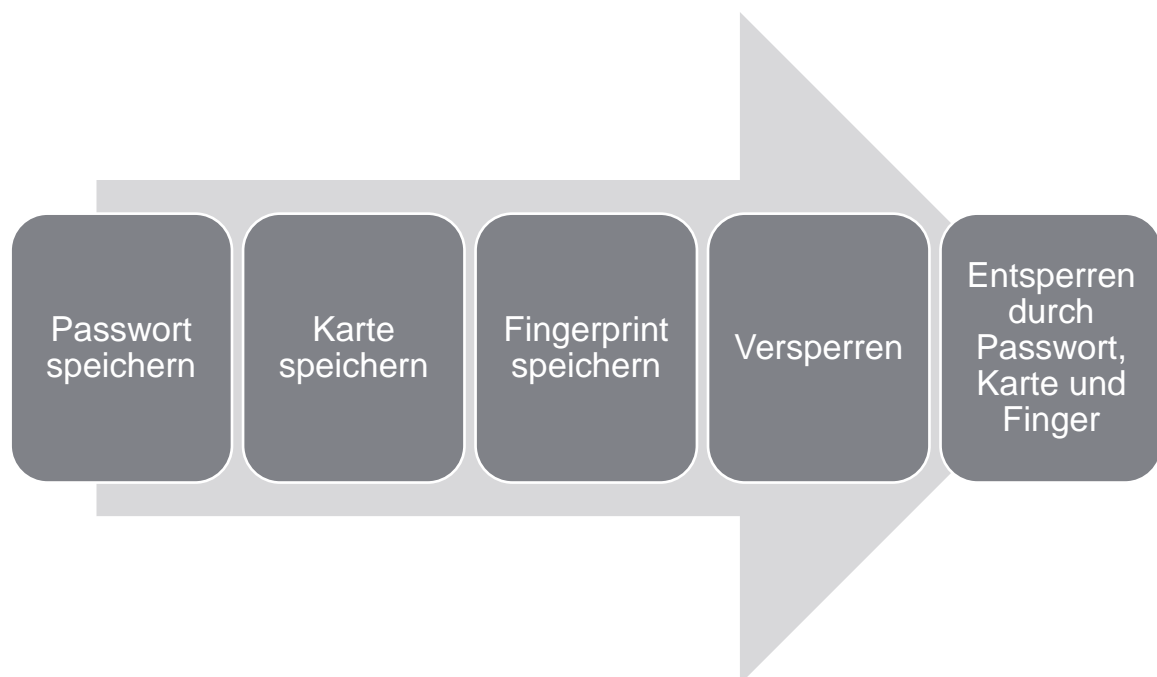 Passwort
speichern
Karte
speichern
Fingerprint
speichern
Versperren
Entsperren
durch
Passwort,
Karte und
Finger